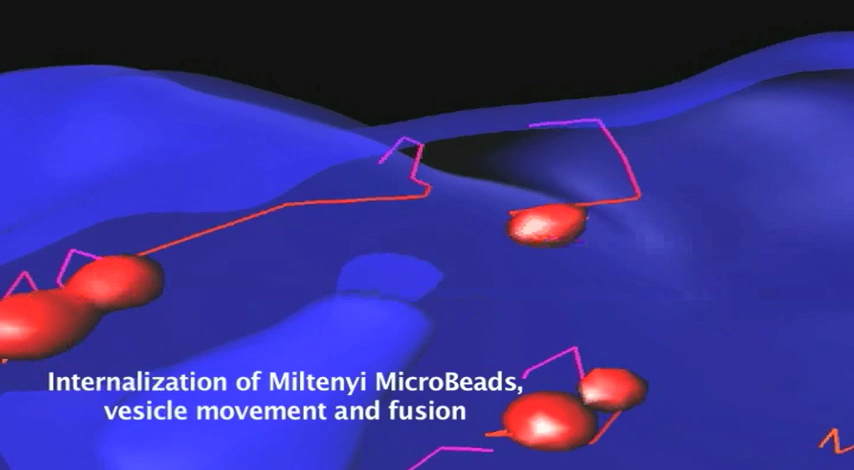 Internalization of Miltenyi MicroBeads,
vesicle movement and fusion